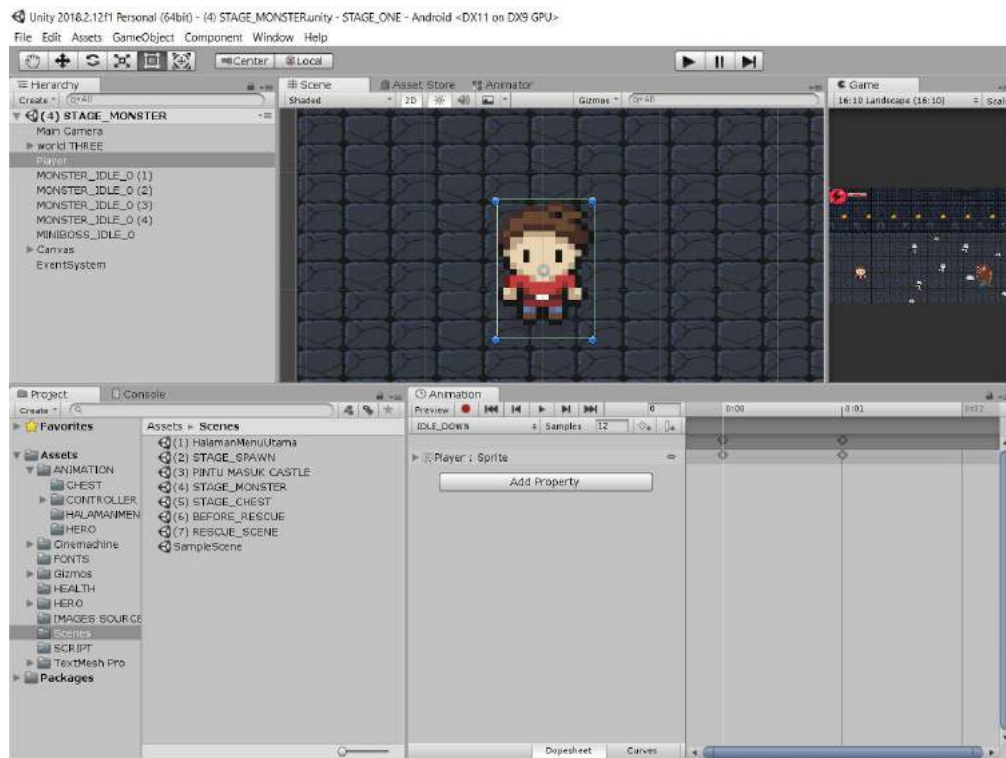 Unity 2018.2.12f1 Personal (64bit) - (4) STAGE_MONSTER.unity - STAGE_ONE - Android <DX11 on DX9 GPU>
File Edit Assets GameObject Component Window Help
Center Local
Hierarchy
Create
All
(4) STAGE_MONSTER
Main Camera
world THREE
Player
MONSTER_IDLE_0 (1)
MONSTER_IDLE_0 (2)
MONSTER_IDLE_0 (3)
MONSTER_IDLE_0 (4)
MINIBOSS_IDLE_0
Canvas
EventSystem
Scene Asset Store Animator
Shaded 2D Gizmos All
Game
16:10 Landscape (16:10) Scal
Project Console
Create
Favorites
Assets
ANIMATION
CHEST
CONTROLLER
HALAMANMEN
HERO
Cinemachine
FONTS
Gizmos
HEALTH
HERO
IMAGES SOURCE
Scenes
SCRIPT
TextMesh Pro
Packages
Assets Scenes
(1) HalamanMenuUtama
(2) STAGE_SPAWN
(3) PINTU MASUK CASTLE
(4) STAGE_MONSTER
(5) STAGE_CHEST
(6) BEFORE_RESCUE
(7) RESCUE_SCENE
SampleScene
Animation
Preview 0 0:00 0:01 0:02
IDLE_DOWN Samples 12
Player : Sprite
Add Property
Dopesheet Curves